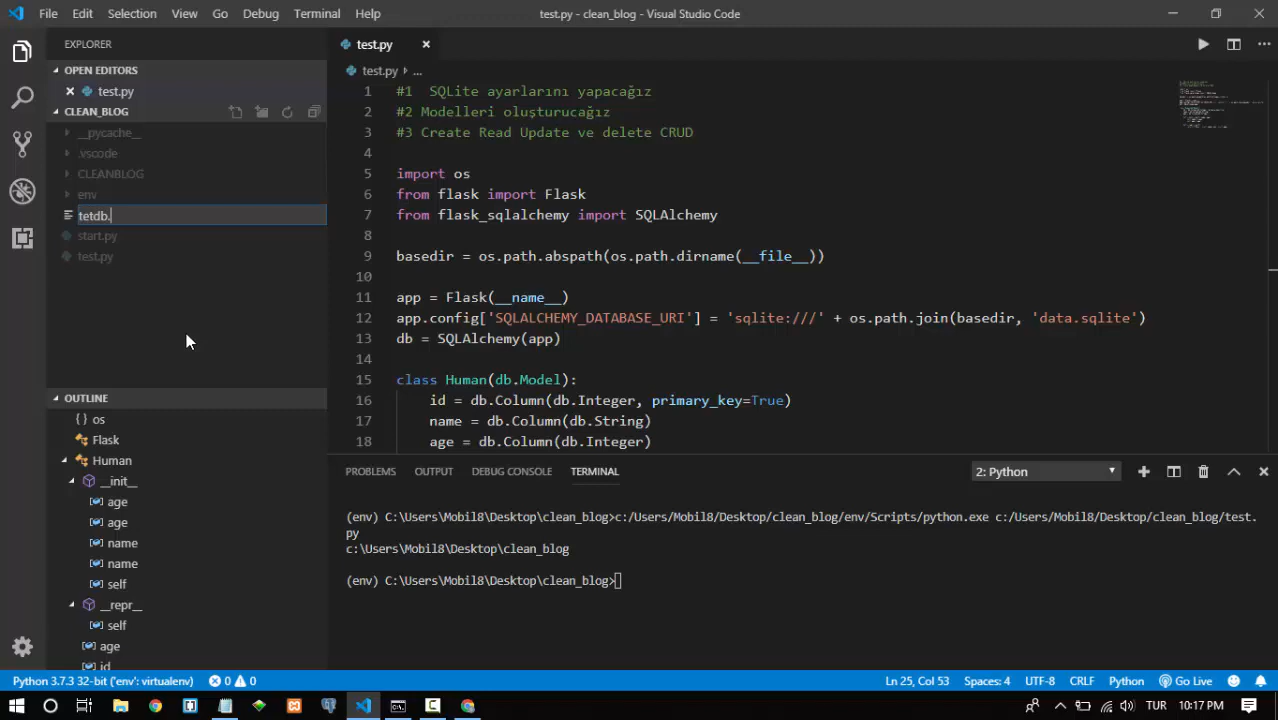 File Edit Selection View Go Debug Terminal Help test.py - clean_blog - Visual Studio Code
EXPLORER
OPEN EDITORS
test.py
CLEAN_BLOG
__pycache__
.vscode
CLEANBLOG
env
tetdb.
start.py
test.py
OUTLINE
{} os
Flask
Human
__init__
age
age
name
name
self
__repr__
self
age
id
test.py
test.py › ...
1 #1  SQLite ayarlarını yapacağız
2 #2 Modelleri oluşturucağız
3 #3 Create Read Update ve delete CRUD
4
5 import os
6 from flask import Flask
7 from flask_sqlalchemy import SQLAlchemy
8
9 basedir = os.path.abspath(os.path.dirname(__file__))
10
11 app = Flask(__name__)
12 app.config['SQLALCHEMY_DATABASE_URI'] = 'sqlite:///' + os.path.join(basedir, 'data.sqlite')
13 db = SQLAlchemy(app)
14
15 class Human(db.Model):
16     id = db.Column(db.Integer, primary_key=True)
17     name = db.Column(db.String)
18     age = db.Column(db.Integer)
PROBLEMS OUTPUT DEBUG CONSOLE TERMINAL 2: Python
(env) C:\Users\Mobil8\Desktop\clean_blog>c:/Users/Mobil8/Desktop/clean_blog/env/Scripts/python.exe c:/Users/Mobil8/Desktop/clean_blog/test.
py
c:\Users\Mobil8\Desktop\clean_blog
(env) C:\Users\Mobil8\Desktop\clean_blog>
Python 3.7.3 32-bit ('env': virtualenv) 0 0 Ln 25, Col 53 Spaces: 4 UTF-8 CRLF Python Go Live
TUR 10:17 PM